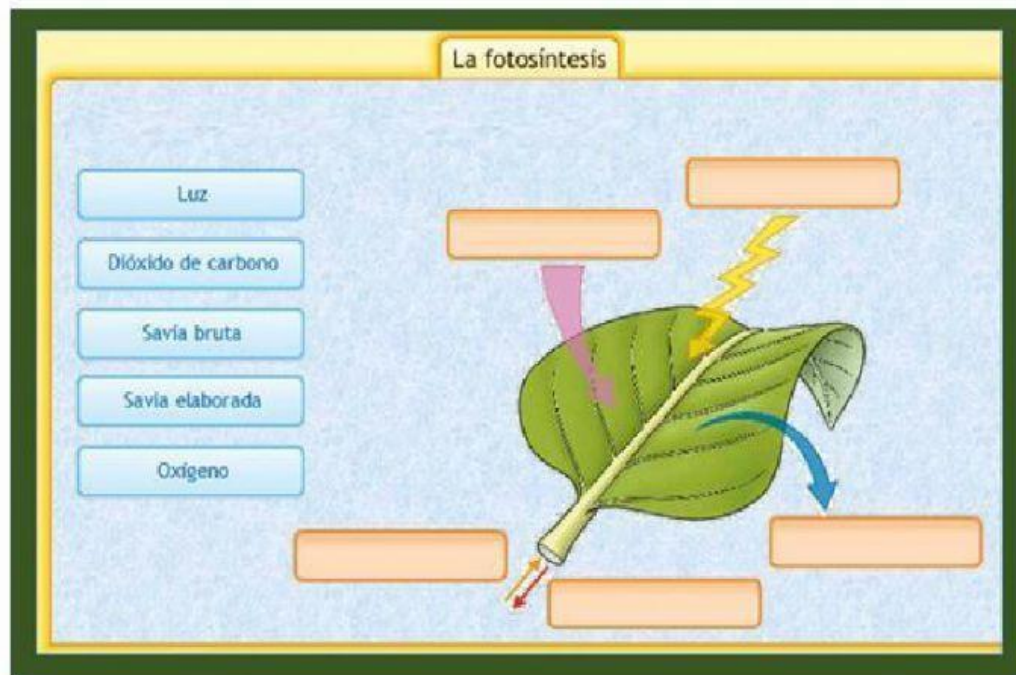 La fotosíntesis
Luz
Dióxido de carbono
Savia bruta
Savia elaborada
Oxígeno